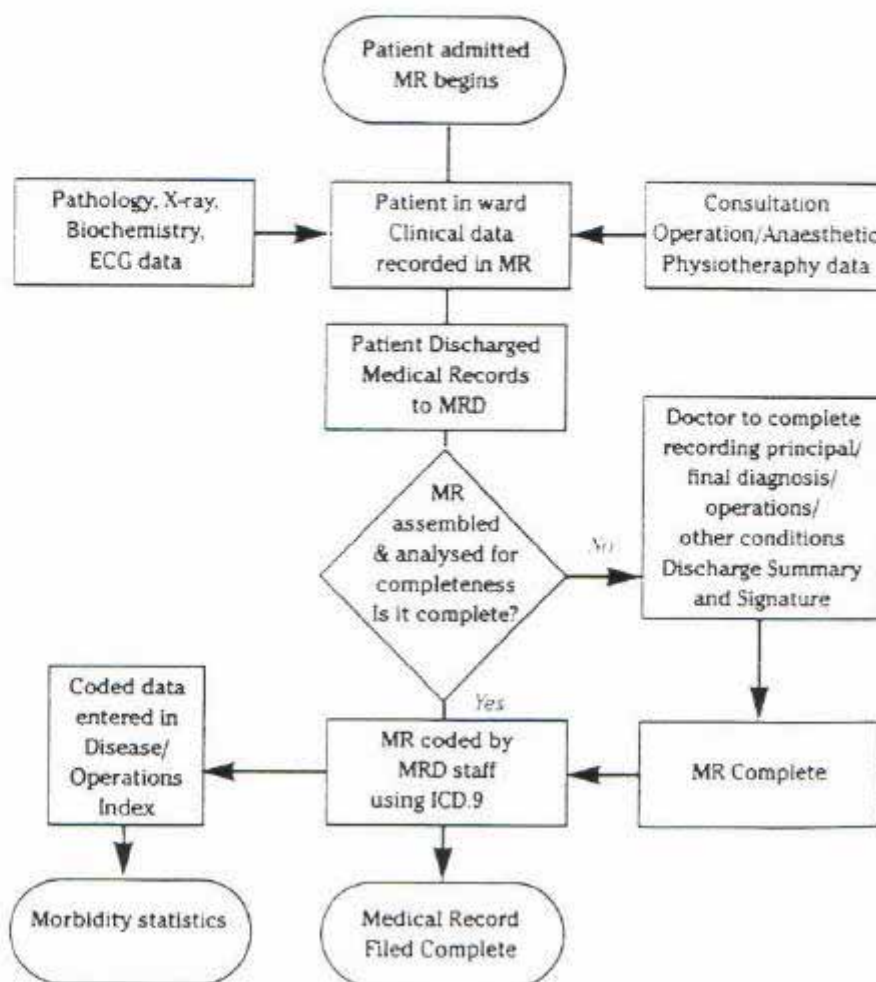 Patient admitted
MR begins
Pathology, X-ray,
Biochemistry,
ECG data
Patient in ward
Clinical data
recorded in MR
Consultation
Operation/Anaesthetic
Physiotheraphy data
Patient Discharged
Medical Records
to MRD
MR
assembled
& analysed for
completeness
Is it complete?
No
Doctor to complete
recording principal/
final diagnosis/
operations/
other conditions
Discharge Summary
and Signature
Yes
Coded data
entered in
Disease/
Operations
Index
MR coded by
MRD staff
using ICD.9
MR Complete
Morbidity statistics
Medical Record
Filed Complete